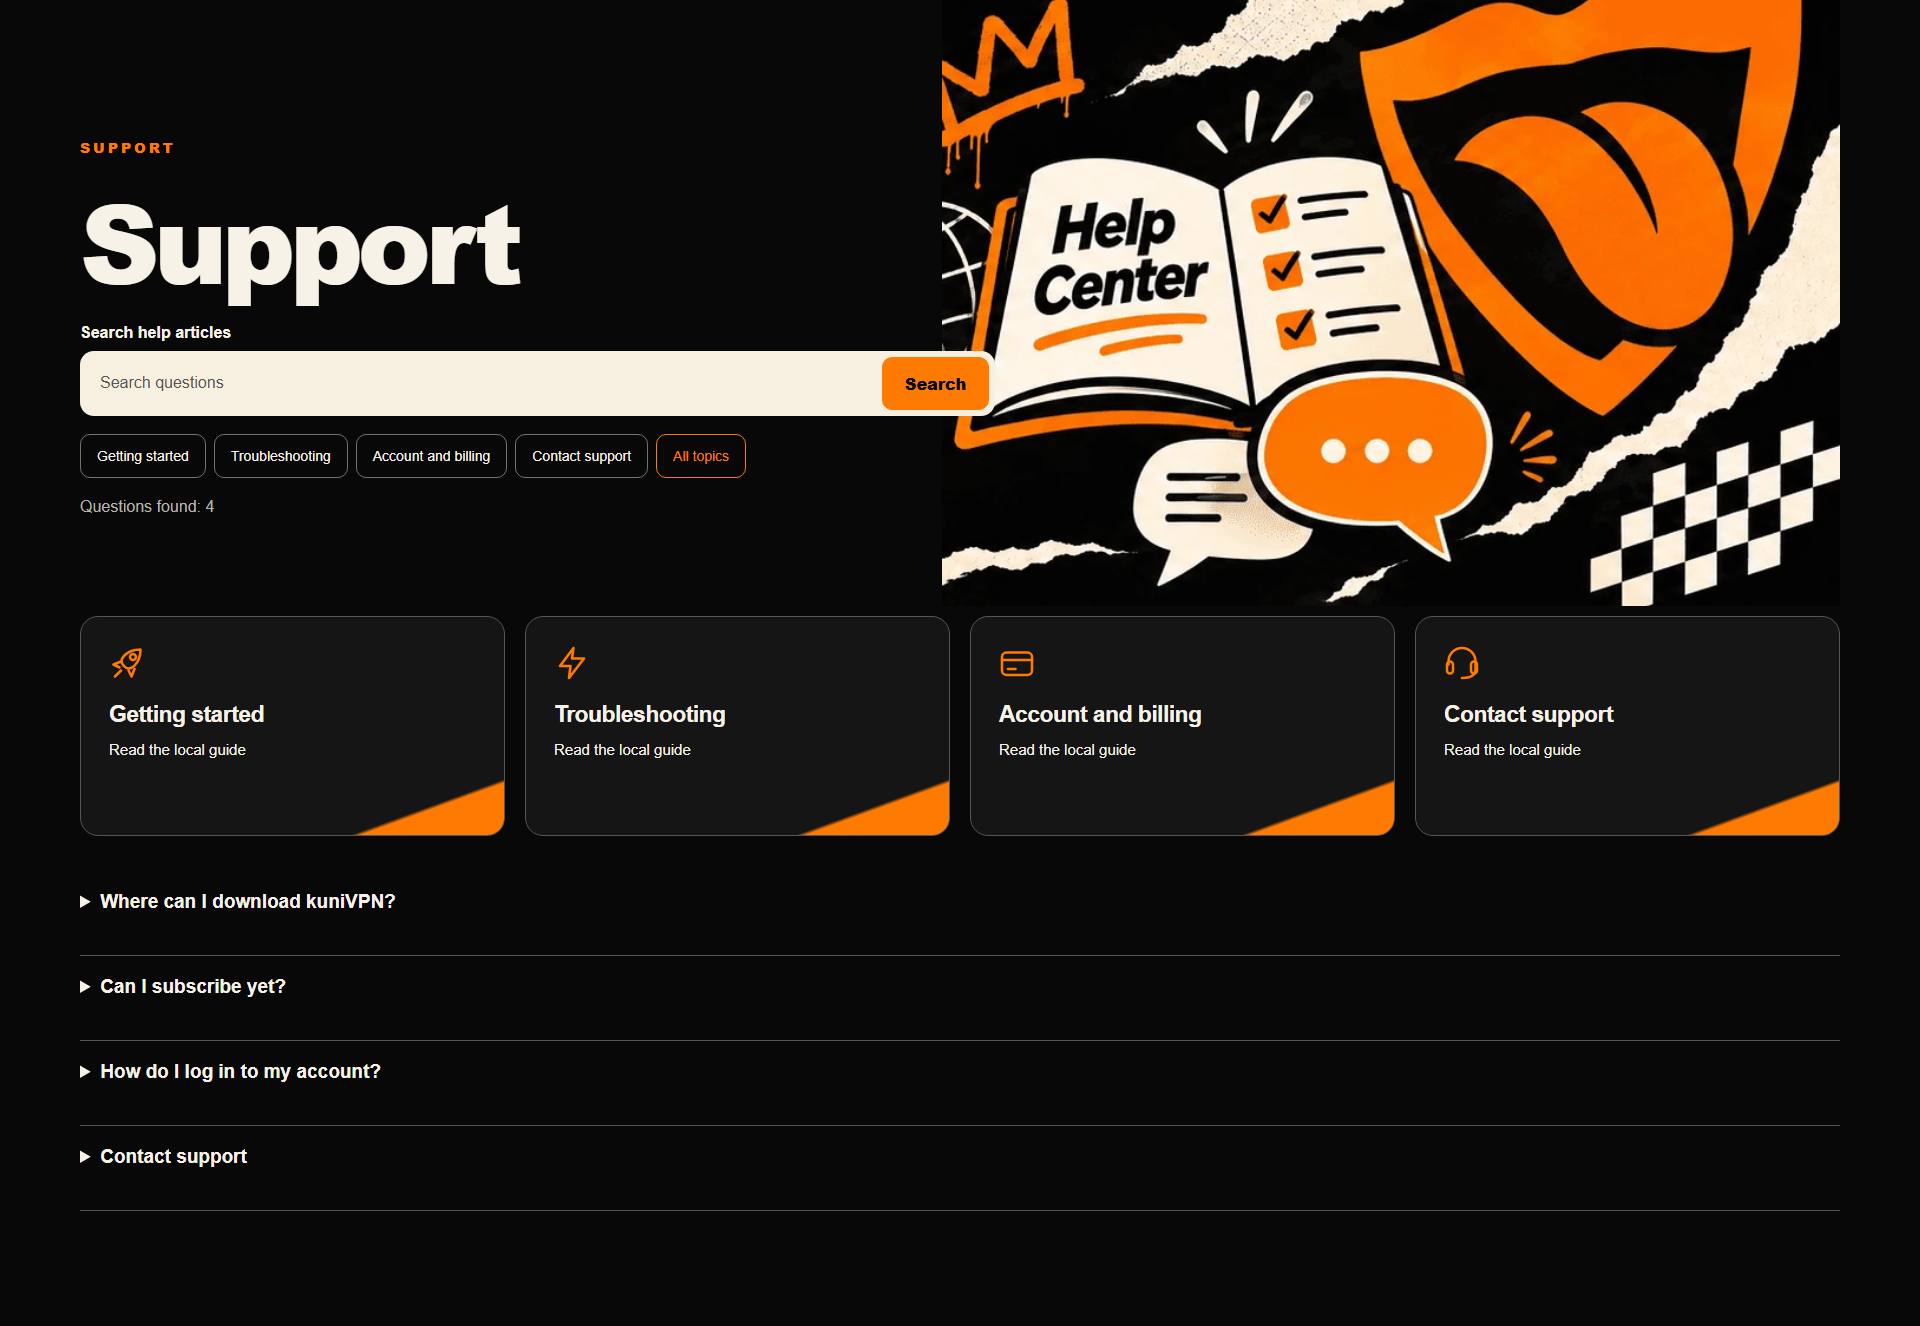 SUPPORT
Support
Search help articles
Search questions
Search
Getting started
Troubleshooting
Account and billing
Contact support
All topics
Questions found: 4
Help
Center
Getting started
Read the local guide
Troubleshooting
Read the local guide
Account and billing
Read the local guide
Contact support
Read the local guide
Where can I download kuniVPN?
Can I subscribe yet?
How do I log in to my account?
Contact support